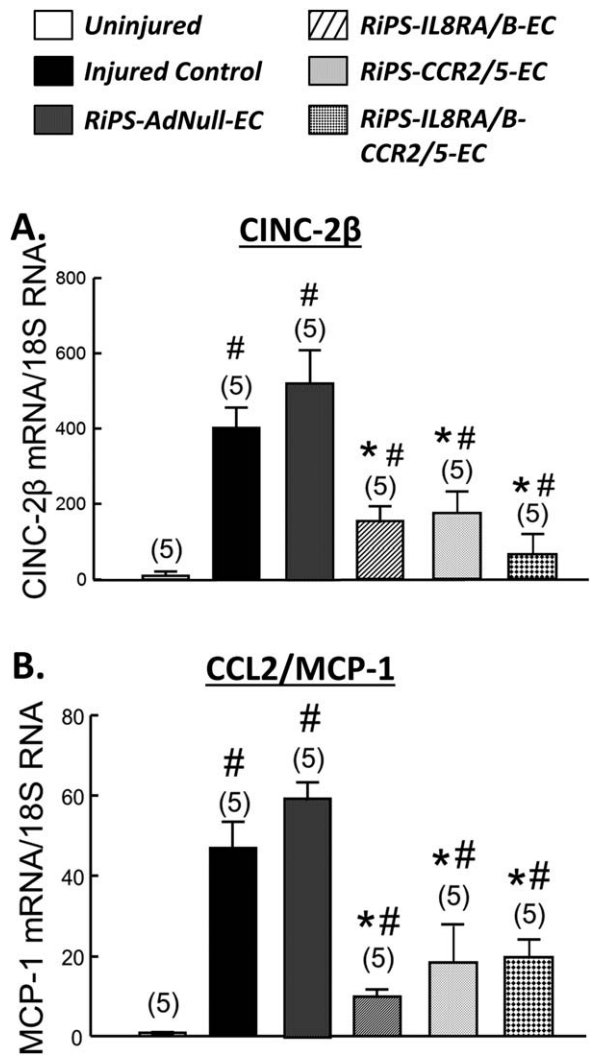 Uninjured
Injured Control
RiPS-AdNull-EC
RiPS-IL8RA/B-EC
RiPS-CCR2/5-EC
RiPS-IL8RA/B-
CCR2/5-EC
A.
CINC-2β
CINC-2β mRNA/18S RNA
800
600
400
200
0
(5)
#
(5)
#
(5)
*#
(5)
*#
(5)
*#
(5)
B.
CCL2/MCP-1
MCP-1 mRNA/18S RNA
80
60
40
20
0
(5)
#
(5)
#
(5)
*#
(5)
*#
(5)
*#
(5)